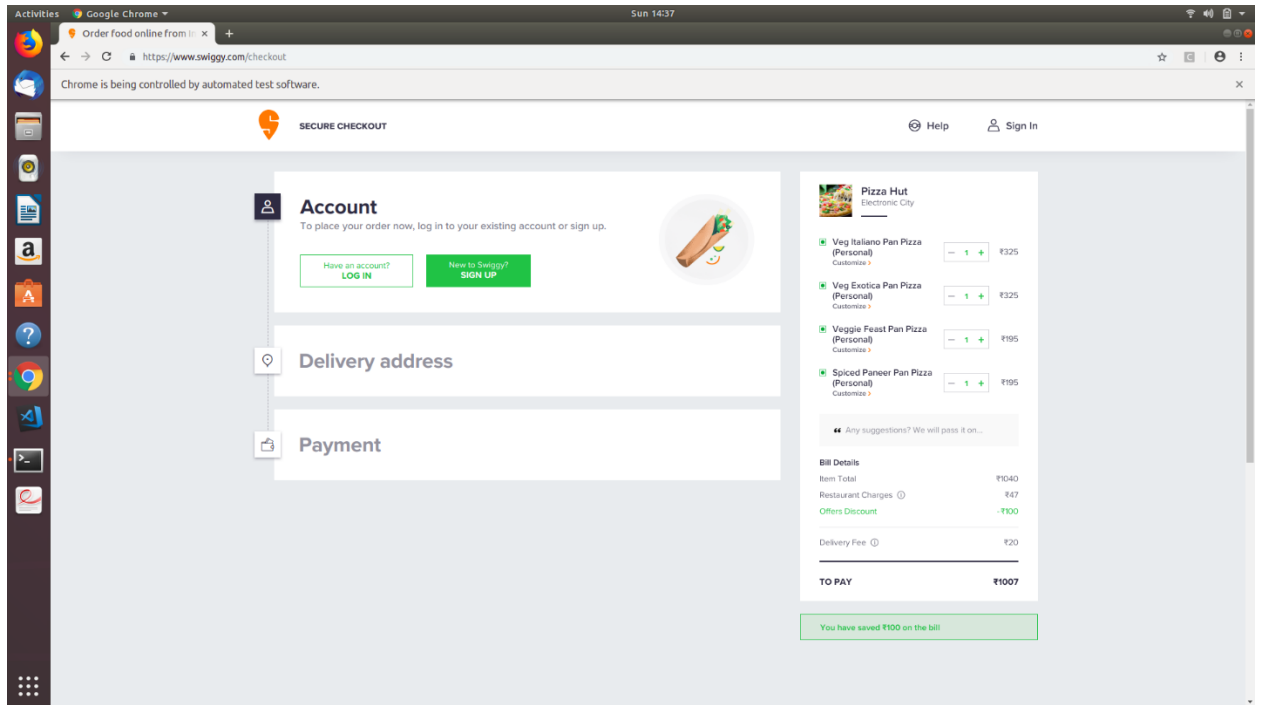 Activities Google Chrome Sun 14:37
Order food online from In
https://www.swiggy.com/checkout
Chrome is being controlled by automated test software.
SECURE CHECKOUT Help Sign In
Account
To place your order now, log in to your existing account or sign up.
Have an account?
LOG IN
New to Swiggy?
SIGN UP
Delivery address
Payment
Pizza Hut
Electronic City
Veg Italiano Pan Pizza
(Personal) − 1 + ₹325
Customize >
Veg Exotica Pan Pizza
(Personal) − 1 + ₹325
Customize >
Veggie Feast Pan Pizza
(Personal) − 1 + ₹195
Customize >
Spiced Paneer Pan Pizza
(Personal) − 1 + ₹195
Customize >
❝ Any suggestions? We will pass it on...
Bill Details
Item Total ₹1040
Restaurant Charges ₹47
Offers Discount -₹100
Delivery Fee ₹20
TO PAY ₹1007
You have saved ₹100 on the bill